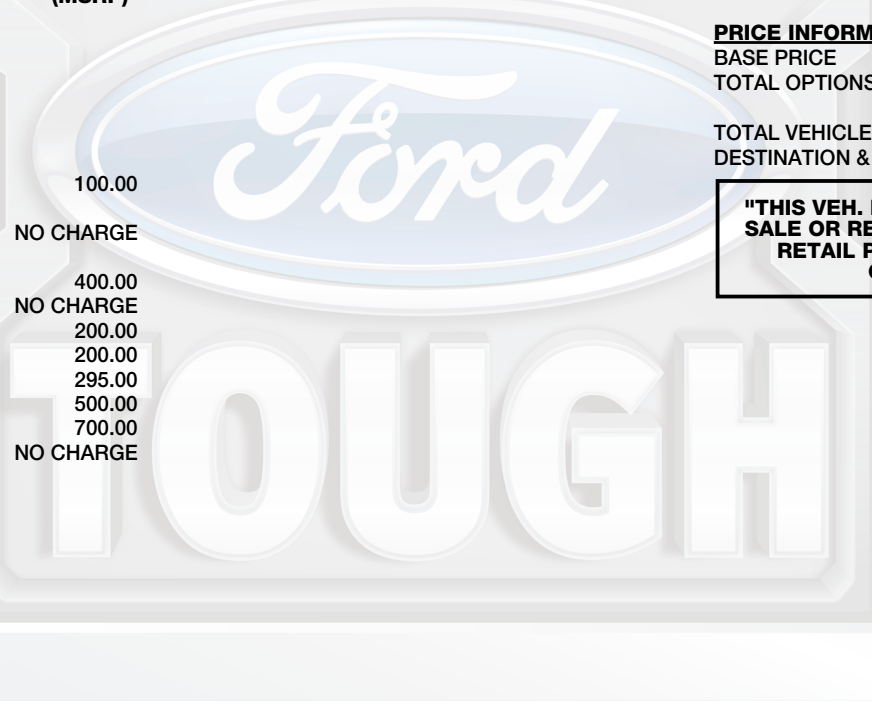 (MSRP)
100.00
NO CHARGE
400.00
NO CHARGE
200.00
200.00
295.00
500.00
700.00
NO CHARGE
Ford
TOUGH
PRICE INFORM
BASE PRICE
TOTAL OPTIONS
TOTAL VEHICLE
DESTINATION &
"THIS VEH.
SALE OR RE
RETAIL P